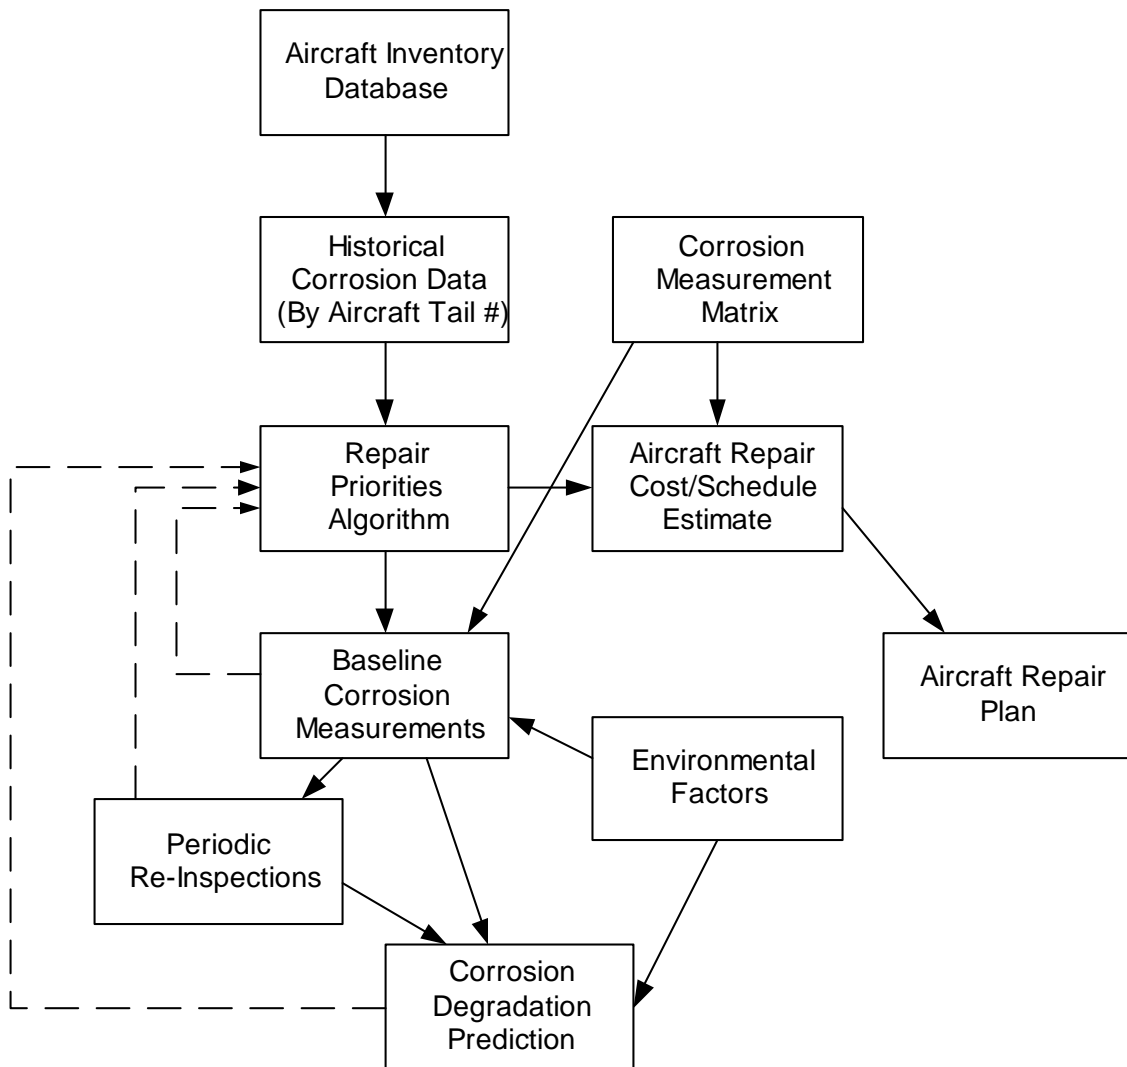 Aircraft Inventory
Database
Historical
Corrosion Data
(By Aircraft Tail #)
Corrosion
Measurement
Matrix
Repair
Priorities
Algorithm
Aircraft Repair
Cost/Schedule
Estimate
Baseline
Corrosion
Measurements
Aircraft Repair
Plan
Environmental
Factors
Periodic
Re-Inspections
Corrosion
Degradation
Prediction